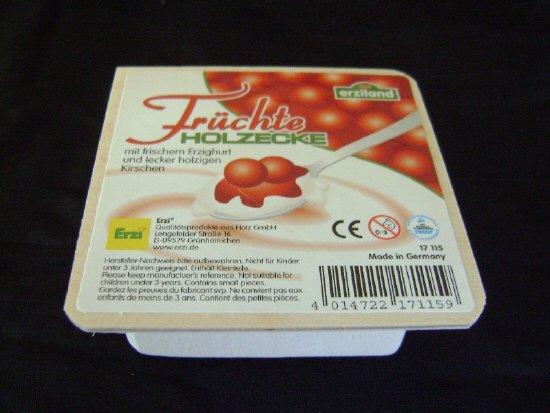 erziland
Früchte
HOLZECKE
mit frischem Erzighurt
und lecker holzigen
Kirschen
Erzi
Erzi®
Qualitätsprodukte aus Holz GmbH
Lengefelder Straße 16
D-09579 Grünhainichen
www.erzi.de
CE
0-3
17 115
Made in Germany
Hersteller-Nachweis bitte aufbewahren. Nicht für Kinder
unter 3 Jahren geeignet. Enthält Kleinteile.
Please keep manufacturer's reference. Not suitable for
children under 3 years. Contains small pieces.
Gardez les preuves du fabricant svp. Ne convient pas aux
enfants de moins de 3 ans. Contient des petites pièces.
4 014722 171159